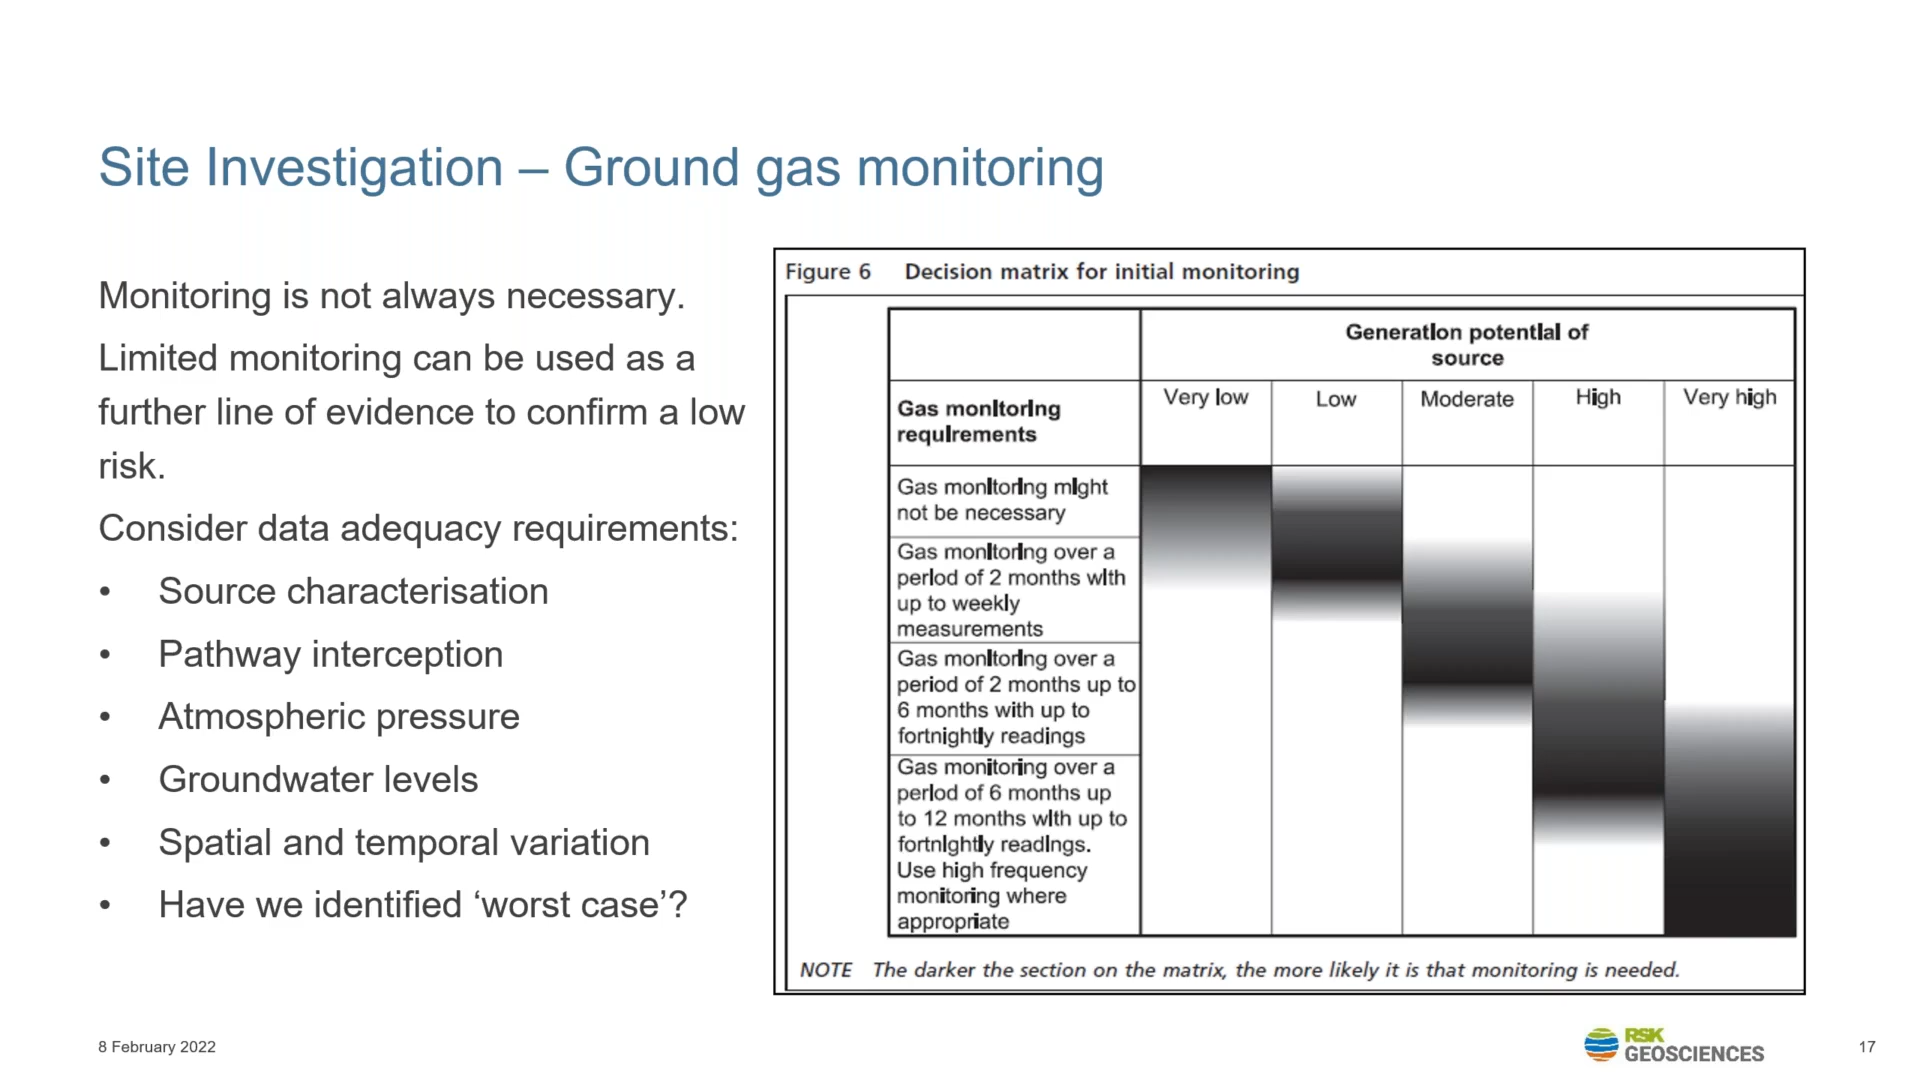 Site Investigation – Ground gas monitoring
Monitoring is not always necessary.
Limited monitoring can be used as a
further line of evidence to confirm a low
risk.
Consider data adequacy requirements:
• Source characterisation
• Pathway interception
• Atmospheric pressure
• Groundwater levels
• Spatial and temporal variation
• Have we identified ‘worst case’?
Figure 6 Decision matrix for initial monitoring
Generation potential of
source
Gas monitoring
requirements
Very low
Low
Moderate
High
Very high
Gas monitoring might
not be necessary
Gas monitoring over a
period of 2 months with
up to weekly
measurements
Gas monitoring over a
period of 2 months up to
6 months with up to
fortnightly readings
Gas monitoring over a
period of 6 months up
to 12 months with up to
fortnightly readings.
Use high frequency
monitoring where
appropriate
NOTE The darker the section on the matrix, the more likely it is that monitoring is needed.
8 February 2022
RSK
GEOSCIENCES
17